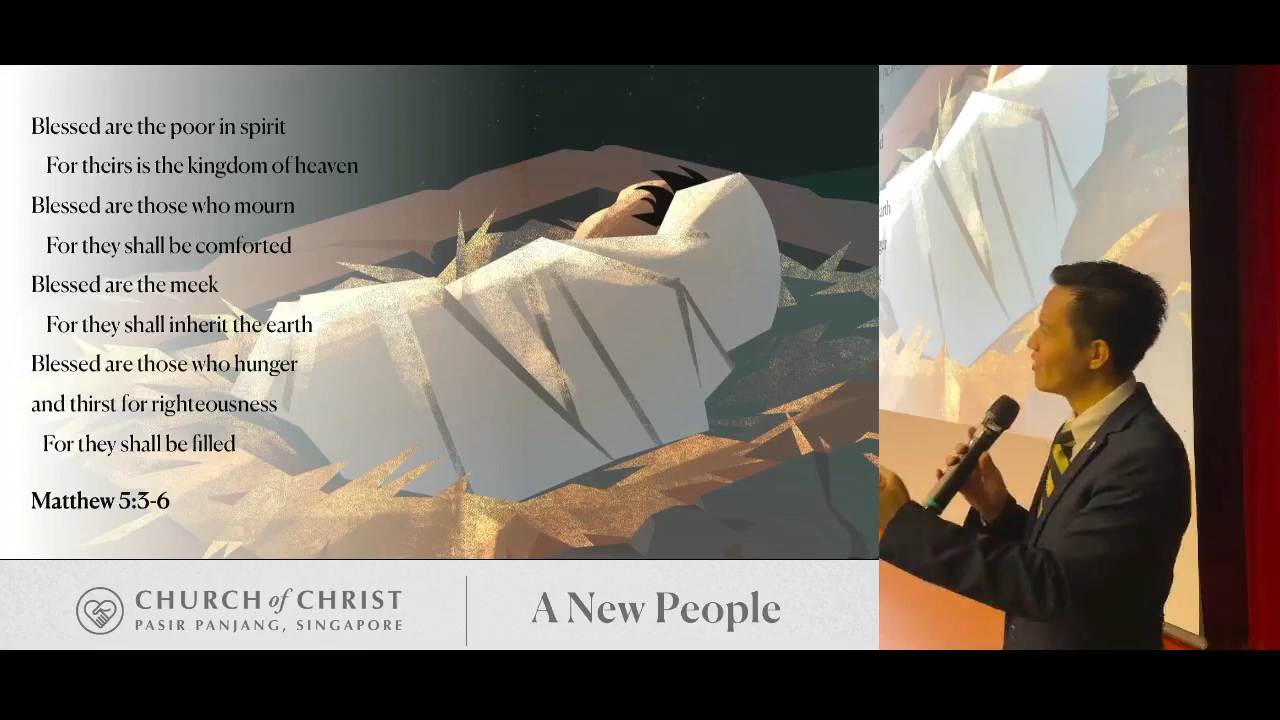 Blessed are the poor in spirit
For theirs is the kingdom of heaven
Blessed are those who mourn
For they shall be comforted
Blessed are the meek
For they shall inherit the earth
Blessed are those who hunger
and thirst for righteousness
For they shall be filled
Matthew 5:3-6
CHURCH of CHRIST
PASIR PANJANG, SINGAPORE
A New People